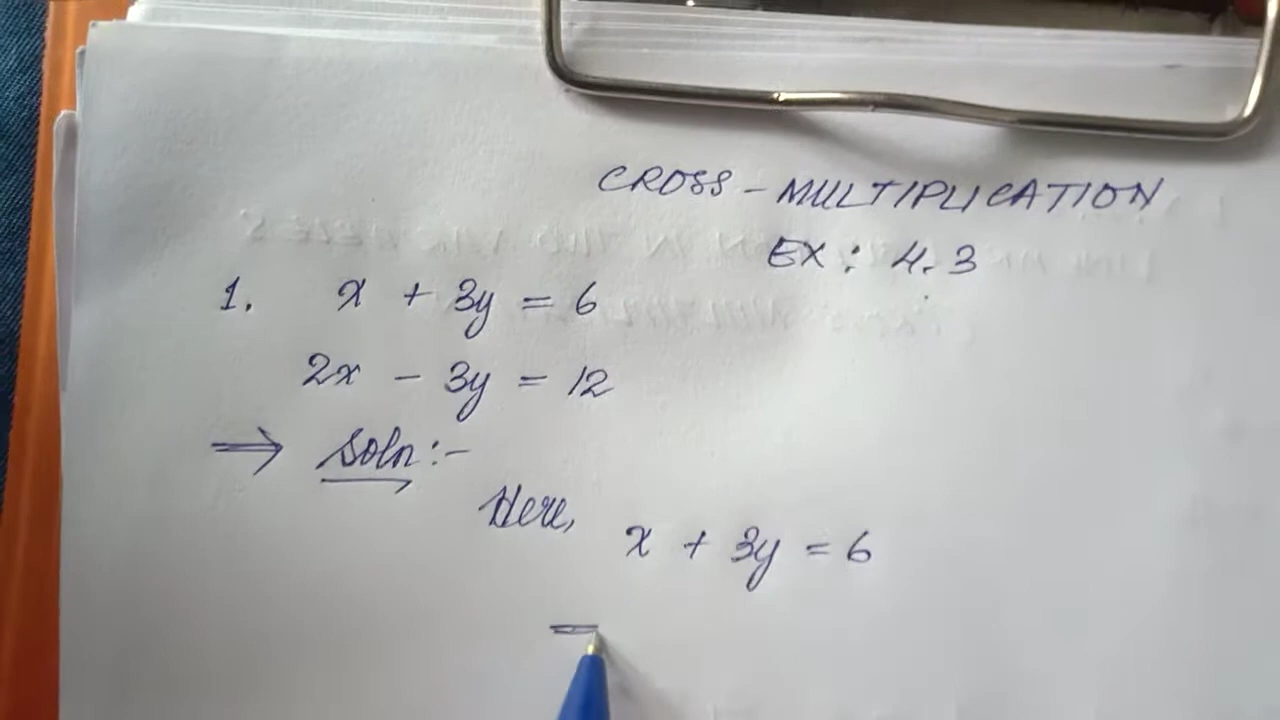 CROSS - MULTIPLICATION
EX: 4.3
1. x + 3y = 6
2x - 3y = 12
⇒ Soln:-
Here, x + 3y = 6